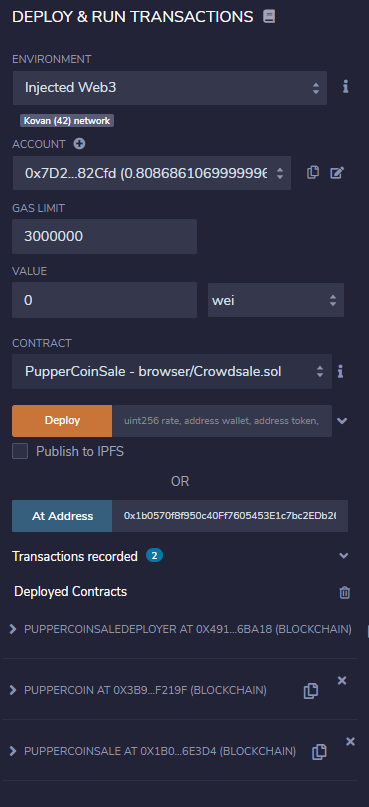 DEPLOY & RUN TRANSACTIONS
ENVIRONMENT
Injected Web3
Kovan (42) network
ACCOUNT
0x7D2...82Cfd (0.8086861069999996
GAS LIMIT
3000000
VALUE
0 wei
CONTRACT
PupperCoinSale - browser/Crowdsale.sol
Deploy uint256 rate, address wallet, address token,
Publish to IPFS
OR
At Address 0x1b0570f8f950c40Ff7605453E1c7bc2EDb26
Transactions recorded 2
Deployed Contracts
PUPPERCOINSALEDEPLOYER AT 0X491...6BA18 (BLOCKCHAIN)
PUPPERCOIN AT 0X3B9...F219F (BLOCKCHAIN)
PUPPERCOINSALE AT 0X1B0...6E3D4 (BLOCKCHAIN)